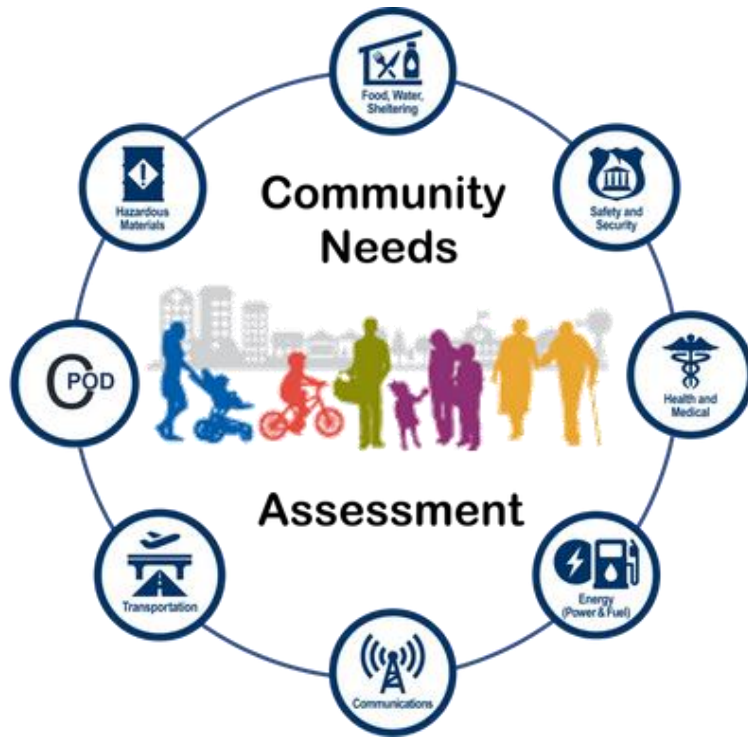 Food, Water,
Sheltering
Hazardous
Materials
Safety and
Security
Community
Needs
CPOD
Health and
Medical
Assessment
Transportation
Energy
(Power & Fuel)
Communications